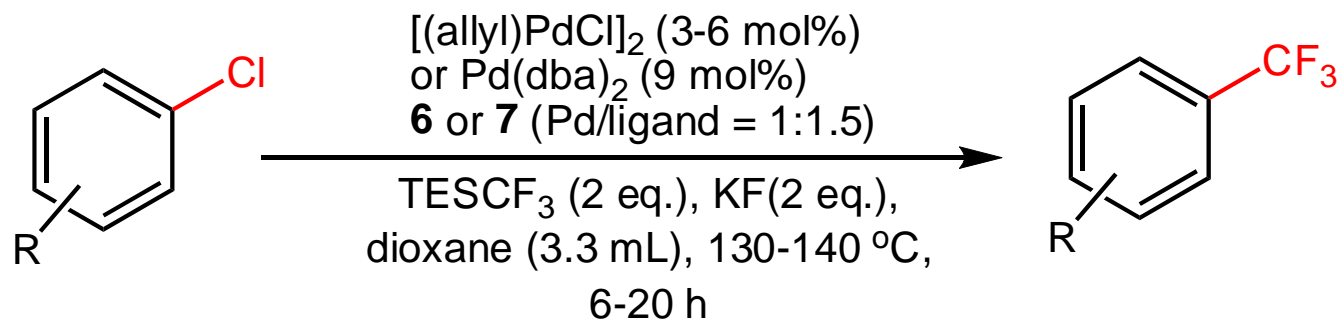 [(allyl)PdCl]₂ (3-6 mol%)
or Pd(dba)₂ (9 mol%)
6 or 7 (Pd/ligand = 1:1.5)
Cl
CF₃
R
R
TESCF₃ (2 eq.), KF(2 eq.),
dioxane (3.3 mL), 130-140 ºC,
6-20 h